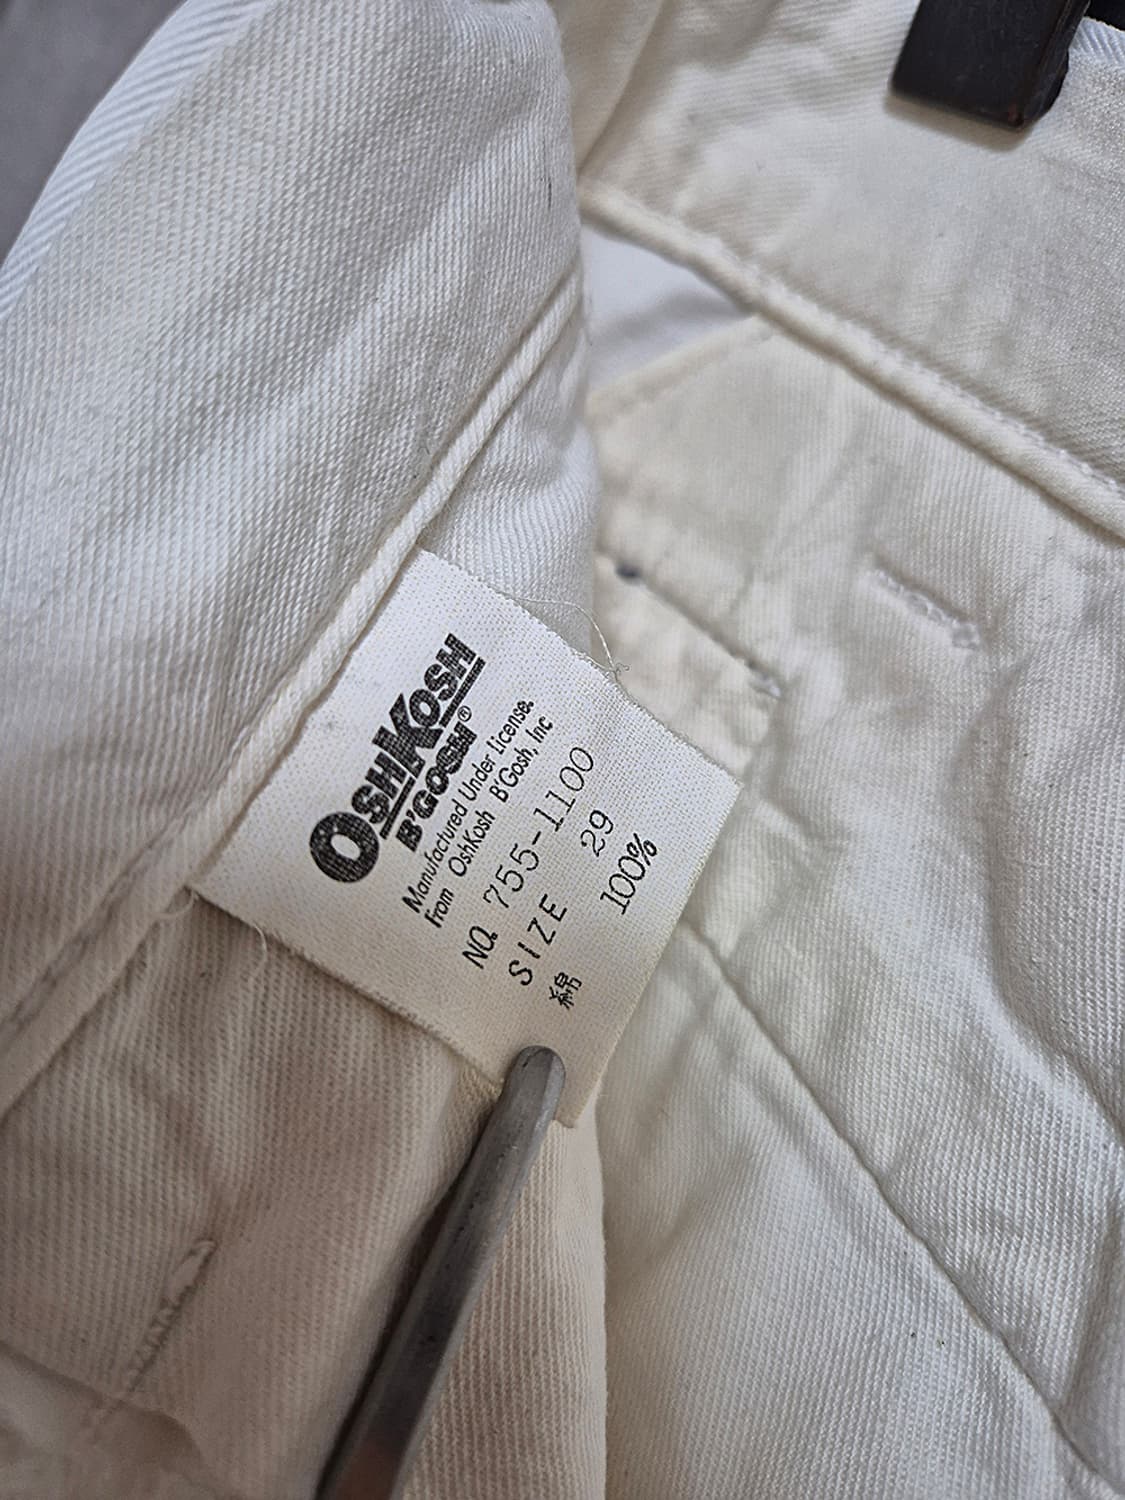 OSHKOSH
B'GOSH®
Manufactured Under License.
From OshKosh B'Gosh, Inc
NO. 755-1100
SIZE 29
綿 100%